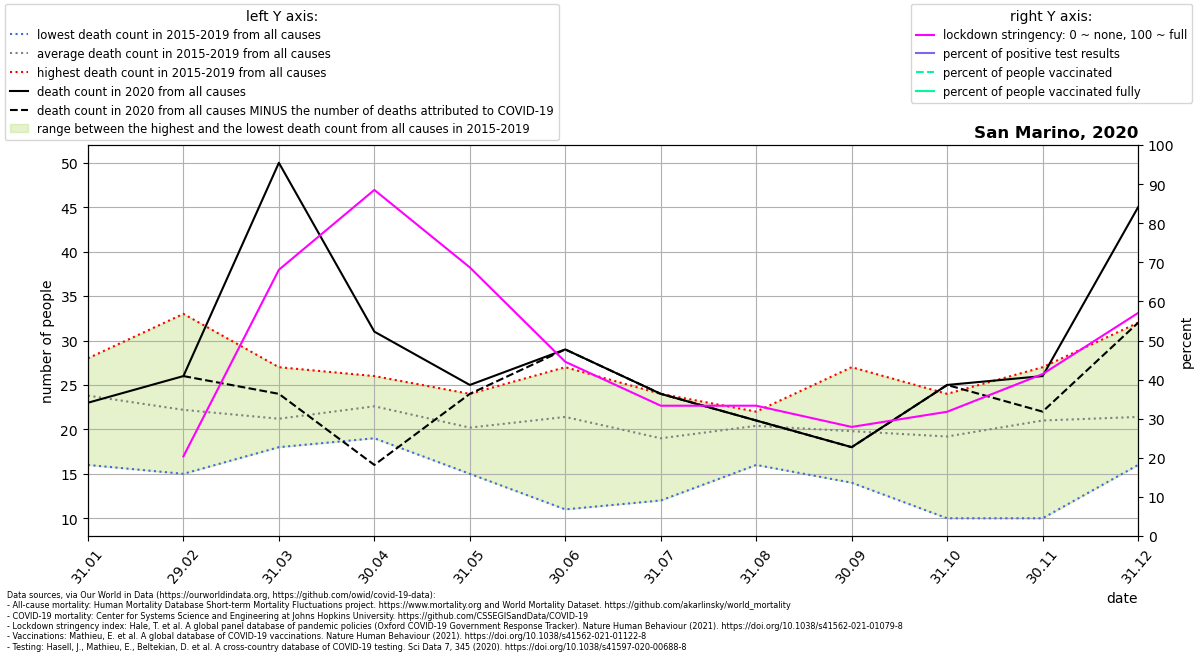 left Y axis:
lowest death count in 2015-2019 from all causes
average death count in 2015-2019 from all causes
highest death count in 2015-2019 from all causes
death count in 2020 from all causes
death count in 2020 from all causes MINUS the number of deaths attributed to COVID-19
range between the highest and the lowest death count from all causes in 2015-2019
right Y axis:
lockdown stringency: 0 ~ none, 100 ~ full
percent of positive test results
percent of people vaccinated
percent of people vaccinated fully
San Marino, 2020
number of people
50
45
40
35
30
25
20
15
10
100
90
80
70
60
50
40
30
20
10
0
percent
31.01
29.02
31.03
30.04
31.05
30.06
31.07
31.08
30.09
31.10
30.11
31.12
date
Data sources, via Our World in Data (https://ourworldindata.org, https://github.com/owid/covid-19-data):
- All-cause mortality: Human Mortality Database Short-term Mortality Fluctuations project. https://www.mortality.org and World Mortality Dataset. https://github.com/akarlinsky/world_mortality
- COVID-19 mortality: Center for Systems Science and Engineering at Johns Hopkins University. https://github.com/CSSEGISandData/COVID-19
- Lockdown stringency index: Hale, T. et al. A global panel database of pandemic policies (Oxford COVID-19 Government Response Tracker). Nature Human Behaviour (2021). https://doi.org/10.1038/s41562-021-01079-8
- Vaccinations: Mathieu, E. et al. A global database of COVID-19 vaccinations. Nature Human Behaviour (2021). https://doi.org/10.1038/s41562-021-01122-8
- Testing: Hasell, J., Mathieu, E., Beltekian, D. et al. A cross-country database of COVID-19 testing. Sci Data 7, 345 (2020). https://doi.org/10.1038/s41597-020-00688-8